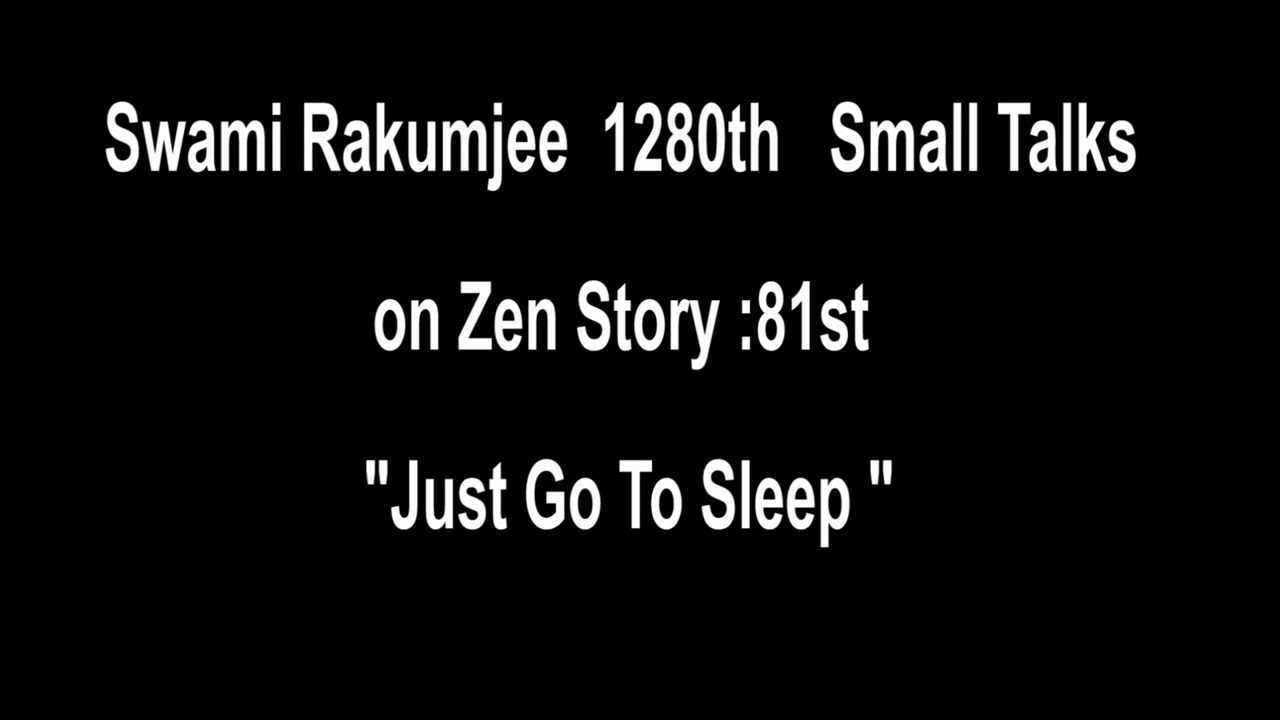 Swami Rakumjee 1280th Small Talks
on Zen Story :81st
"Just Go To Sleep "